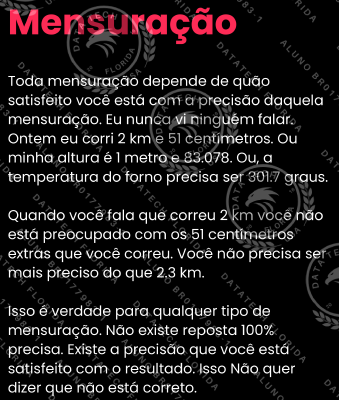 Mensuração
Toda mensuração depende de quão
satisfeito você está com a precisão daquela
mensuração. Eu nunca vi ninguém falar.
Ontem eu corri 2 km e 51 centímetros. Ou
minha altura é 1 metro e 83.078. Ou, a
temperatura do forno precisa ser 301.7 graus.
Quando você fala que correu 2 km você não
está preocupado com os 51 centímetros
extras que você correu. Você não precisa ser
mais preciso do que 2.3 km.
Isso é verdade para qualquer tipo de
mensuração. Não existe reposta 100%
precisa. Existe a precisão que você está
satisfeito com o resultado. Isso Não quer
dizer que não está correto.